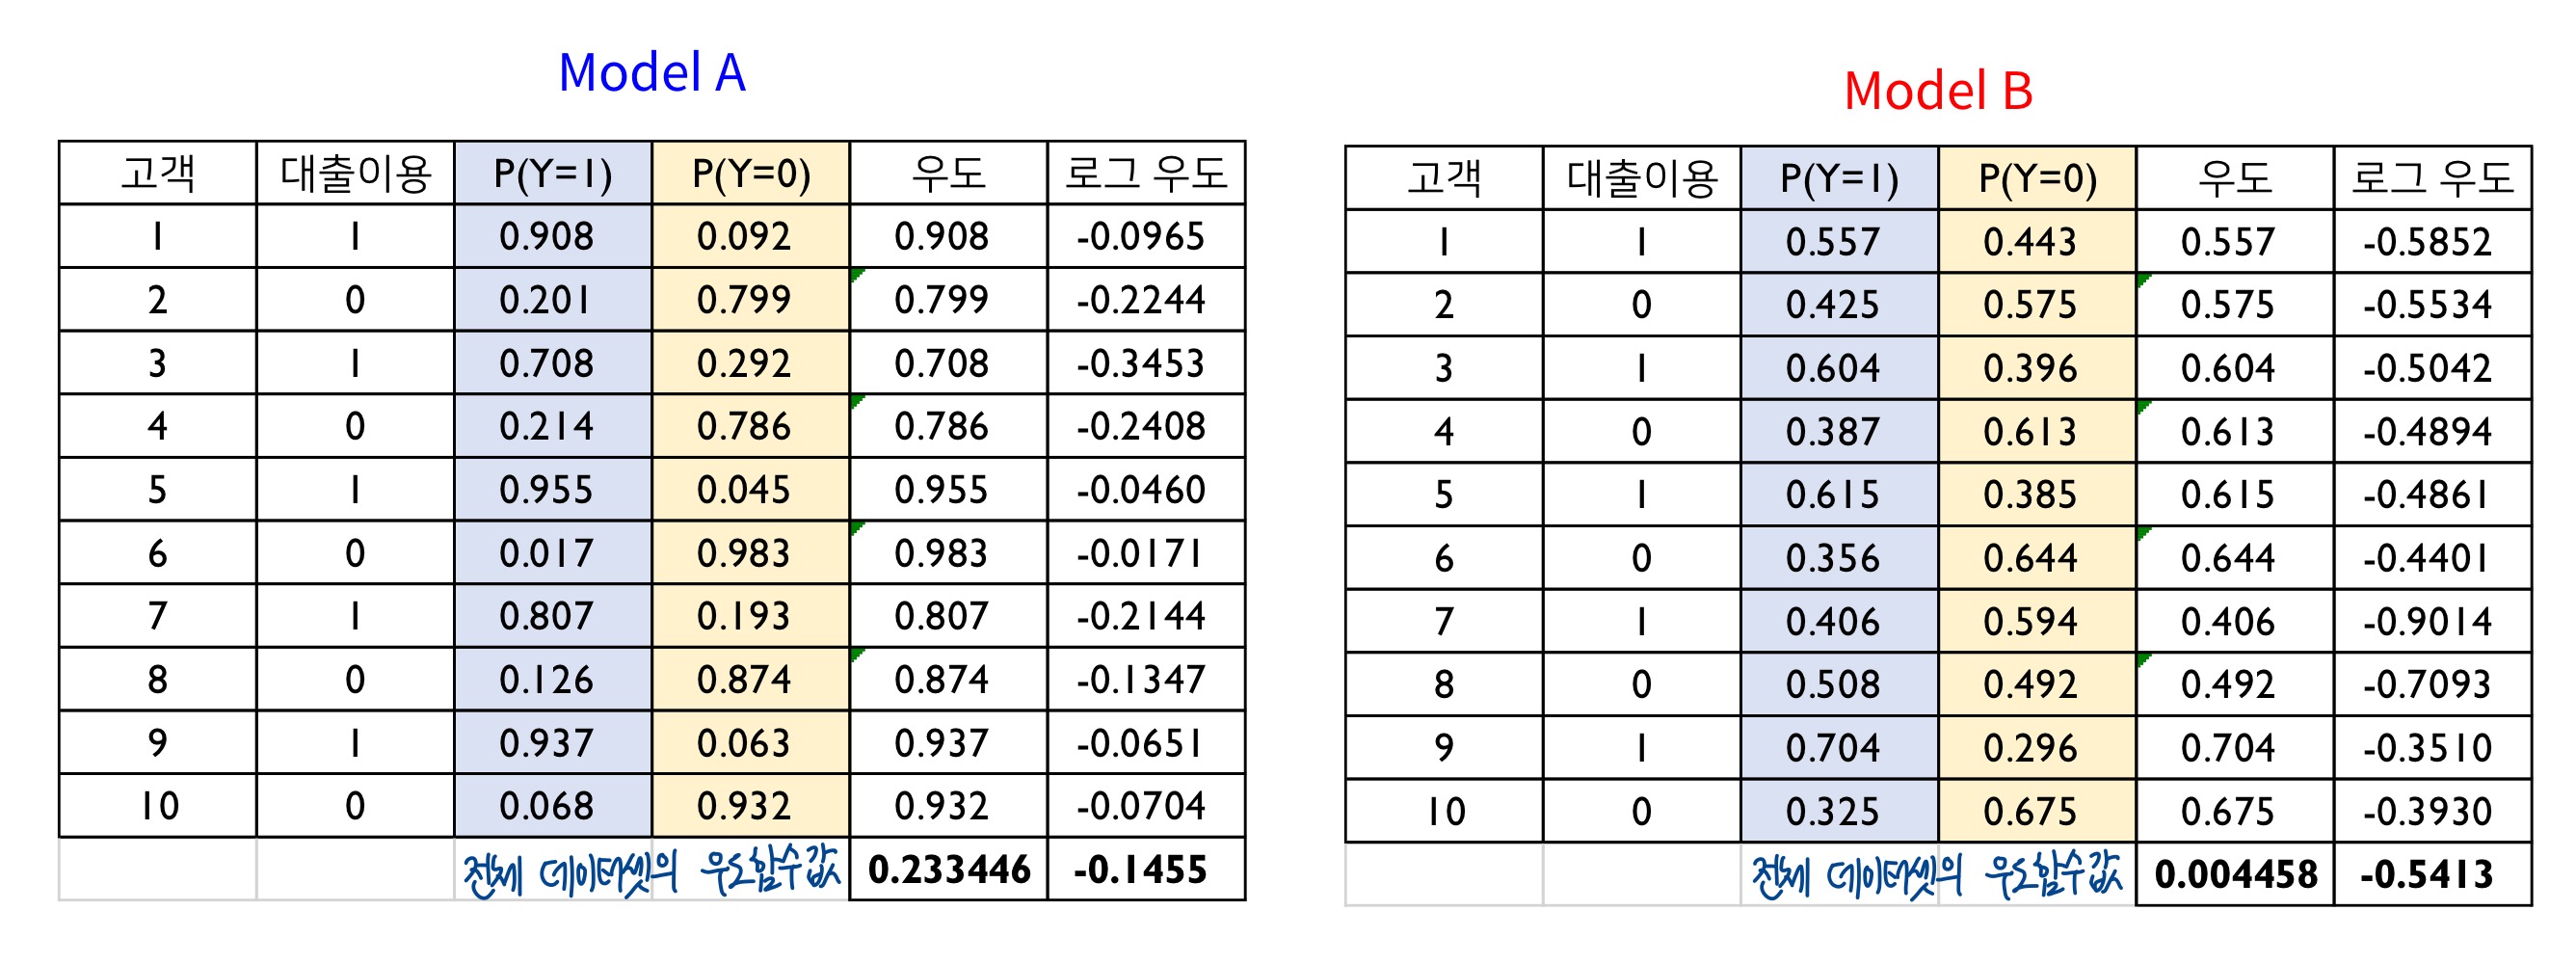 Model A
고객 대출이용 P(Y=1) P(Y=0) 우도 로그 우도
1 1 0.908 0.092 0.908 -0.0965
2 0 0.201 0.799 0.799 -0.2244
3 1 0.708 0.292 0.708 -0.3453
4 0 0.214 0.786 0.786 -0.2408
5 1 0.955 0.045 0.955 -0.0460
6 0 0.017 0.983 0.983 -0.0171
7 1 0.807 0.193 0.807 -0.2144
8 0 0.126 0.874 0.874 -0.1347
9 1 0.937 0.063 0.937 -0.0651
10 0 0.068 0.932 0.932 -0.0704
전체 데이터셋의 우도함수값 0.233446 -0.1455
Model B
고객 대출이용 P(Y=1) P(Y=0) 우도 로그 우도
1 1 0.557 0.443 0.557 -0.5852
2 0 0.425 0.575 0.575 -0.5534
3 1 0.604 0.396 0.604 -0.5042
4 0 0.387 0.613 0.613 -0.4894
5 1 0.615 0.385 0.615 -0.4861
6 0 0.356 0.644 0.644 -0.4401
7 1 0.406 0.594 0.406 -0.9014
8 0 0.508 0.492 0.492 -0.7093
9 1 0.704 0.296 0.704 -0.3510
10 0 0.325 0.675 0.675 -0.3930
전체 데이터셋의 우도함수값 0.004458 -0.5413